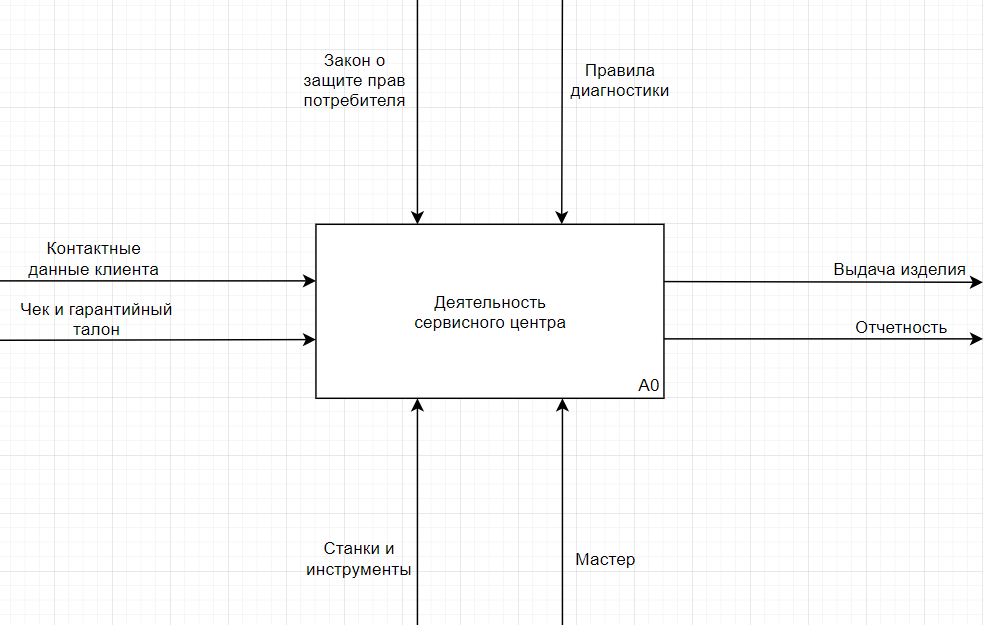 Закон о
защите прав
потребителя
Правила
диагностики
Контактные
данные клиента
Чек и гарантийный
талон
Деятельность
сервисного центра
A0
Выдача изделия
Отчетность
Станки и
инструменты
Мастер